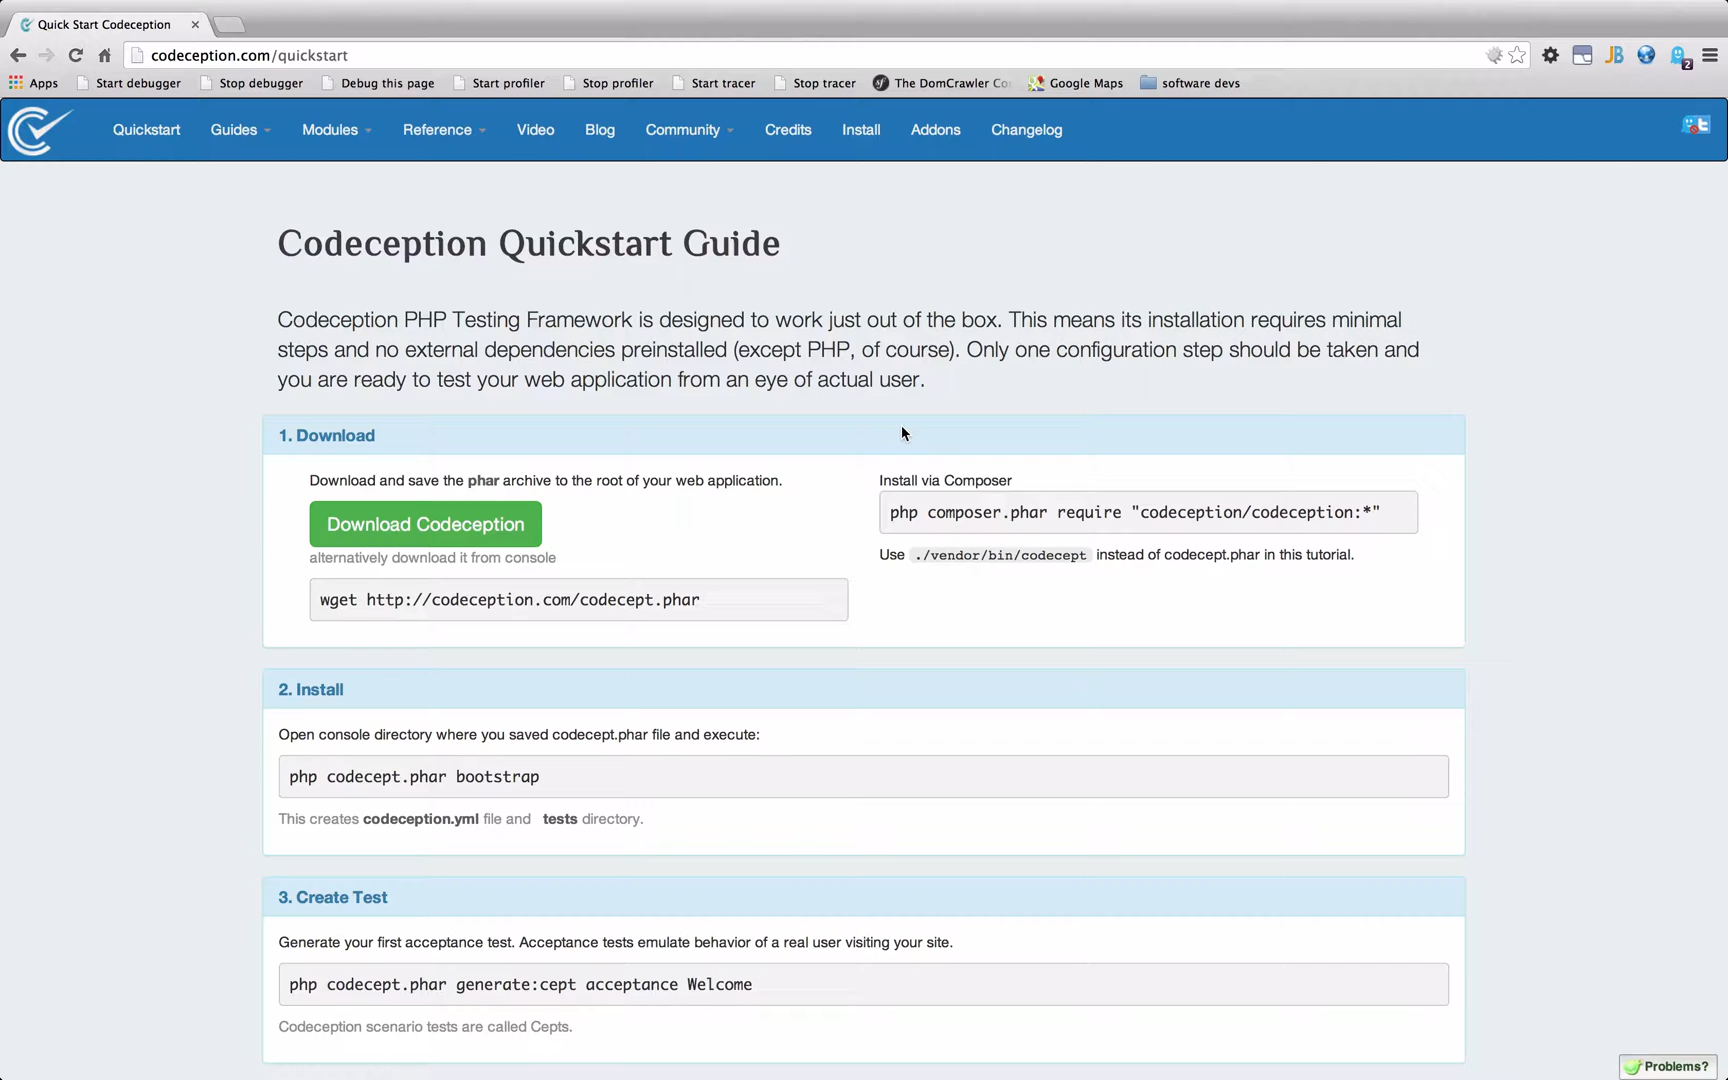 Quick Start Codeception
codeception.com/quickstart
Apps Start debugger Stop debugger Debug this page Start profiler Stop profiler Start tracer Stop tracer The DomCrawler Co Google Maps software devs
2
Quickstart Guides Modules Reference Video Blog Community Credits Install Addons Changelog
Codeception Quickstart Guide
Codeception PHP Testing Framework is designed to work just out of the box. This means its installation requires minimal
steps and no external dependencies preinstalled (except PHP, of course). Only one configuration step should be taken and
you are ready to test your web application from an eye of actual user.
1. Download
Download and save the phar archive to the root of your web application.
Download Codeception
alternatively download it from console
wget http://codeception.com/codecept.phar
Install via Composer
php composer.phar require "codeception/codeception:*"
Use ./vendor/bin/codecept instead of codecept.phar in this tutorial.
2. Install
Open console directory where you saved codecept.phar file and execute:
php codecept.phar bootstrap
This creates codeception.yml file and tests directory.
3. Create Test
Generate your first acceptance test. Acceptance tests emulate behavior of a real user visiting your site.
php codecept.phar generate:cept acceptance Welcome
Codeception scenario tests are called Cepts.
Problems?